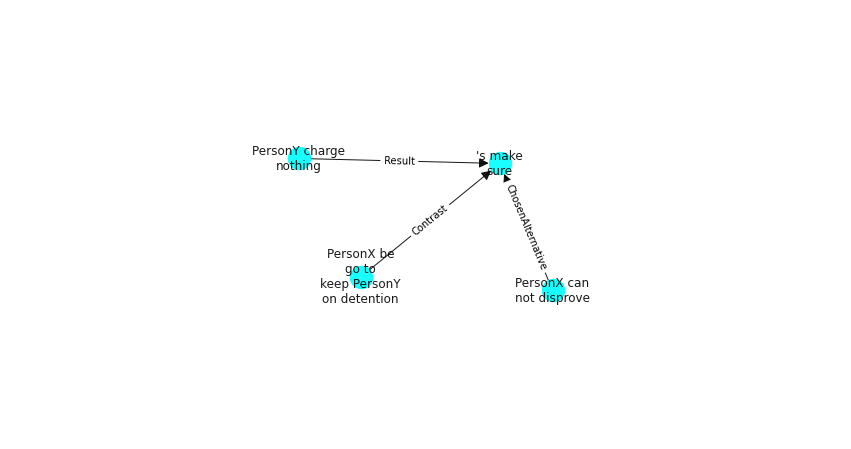 PersonY charge
nothing
Result
's make
sure
Contrast
ChosenAlternative
PersonX be
go to
keep PersonY
on detention
PersonX can
not disprove